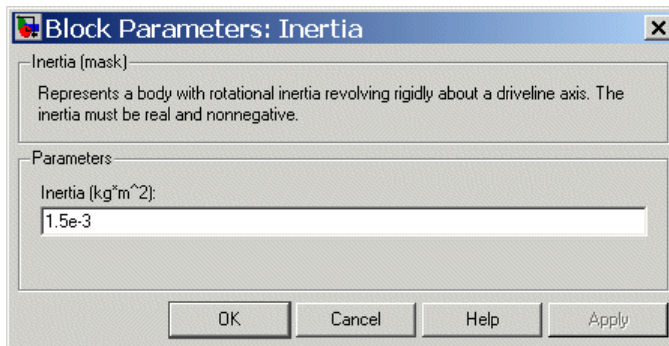 Block Parameters: Inertia
Inertia (mask)
Represents a body with rotational inertia revolving rigidly about a driveline axis. The
inertia must be real and nonnegative.
Parameters
Inertia (kg*m^2):
1.5e-3
OK Cancel Help Apply